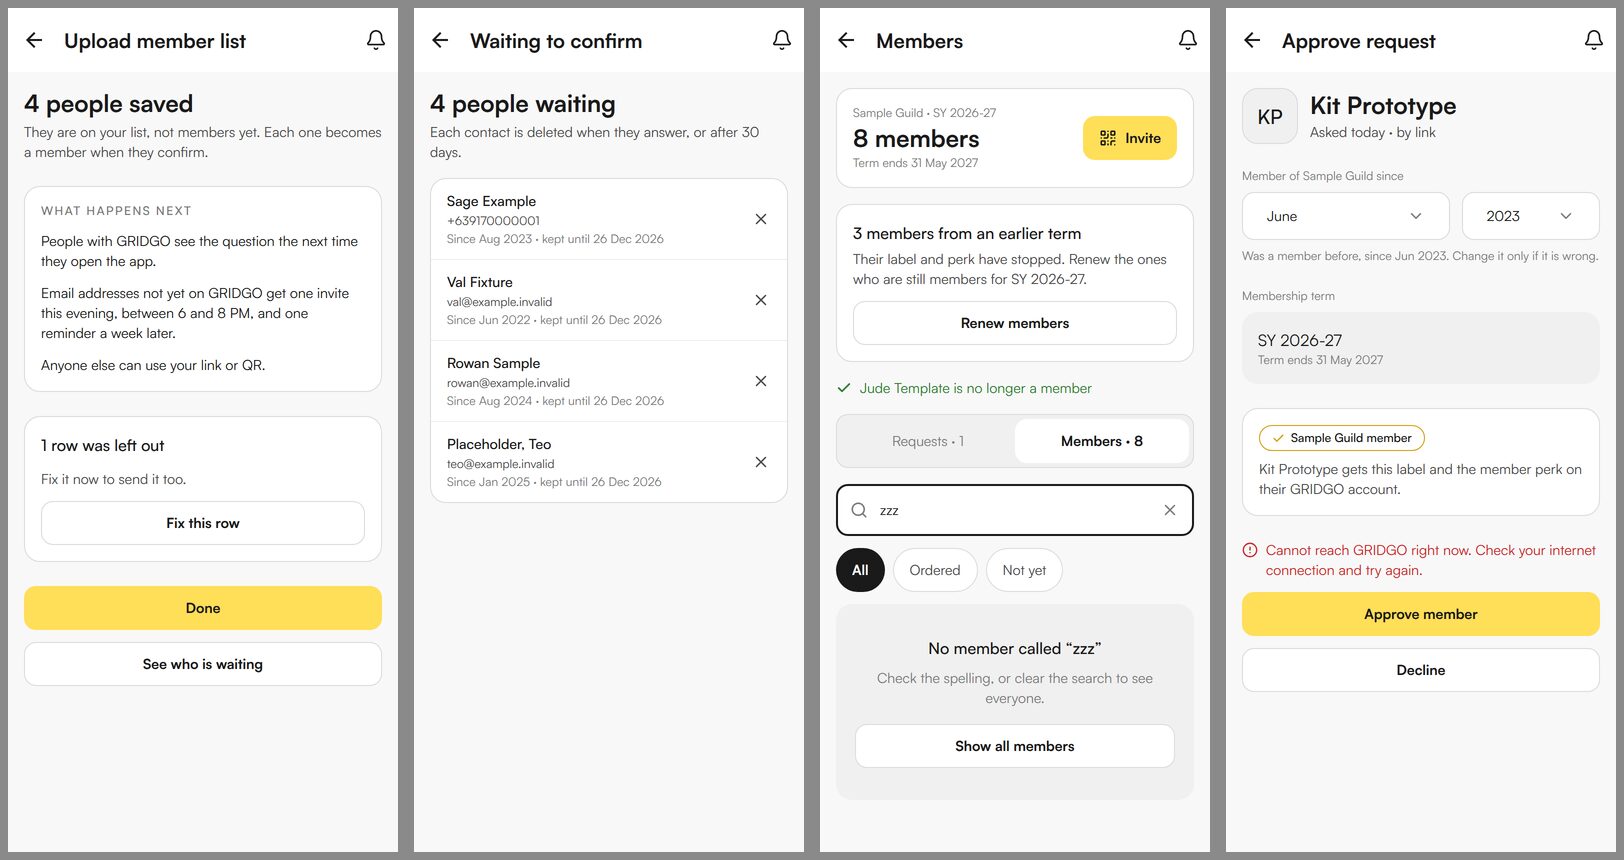 Upload member list
4 people saved
They are on your list, not members yet. Each one becomes
a member when they confirm.
WHAT HAPPENS NEXT
People with GRIDGO see the question the next time
they open the app.
Email addresses not yet on GRIDGO get one invite
this evening, between 6 and 8 PM, and one
reminder a week later.
Anyone else can use your link or QR.
1 row was left out
Fix it now to send it too.
Fix this row
Done
See who is waiting
Waiting to confirm
4 people waiting
Each contact is deleted when they answer, or after 30
days.
Sage Example
+639170000001
Since Aug 2023 · kept until 26 Dec 2026
Val Fixture
val@example.invalid
Since Jun 2022 · kept until 26 Dec 2026
Rowan Sample
rowan@example.invalid
Since Aug 2024 · kept until 26 Dec 2026
Placeholder, Teo
teo@example.invalid
Since Jan 2025 · kept until 26 Dec 2026
Members
Sample Guild · SY 2026-27
8 members
Term ends 31 May 2027
Invite
3 members from an earlier term
Their label and perk have stopped. Renew the ones
who are still members for SY 2026-27.
Renew members
Jude Template is no longer a member
Requests · 1
Members · 8
zzz
All
Ordered
Not yet
No member called “zzz”
Check the spelling, or clear the search to see
everyone.
Show all members
Approve request
KP
Kit Prototype
Asked today · by link
Member of Sample Guild since
June
2023
Was a member before, since Jun 2023. Change it only if it is wrong.
Membership term
SY 2026-27
Term ends 31 May 2027
Sample Guild member
Kit Prototype gets this label and the member perk on
their GRIDGO account.
Cannot reach GRIDGO right now. Check your internet
connection and try again.
Approve member
Decline